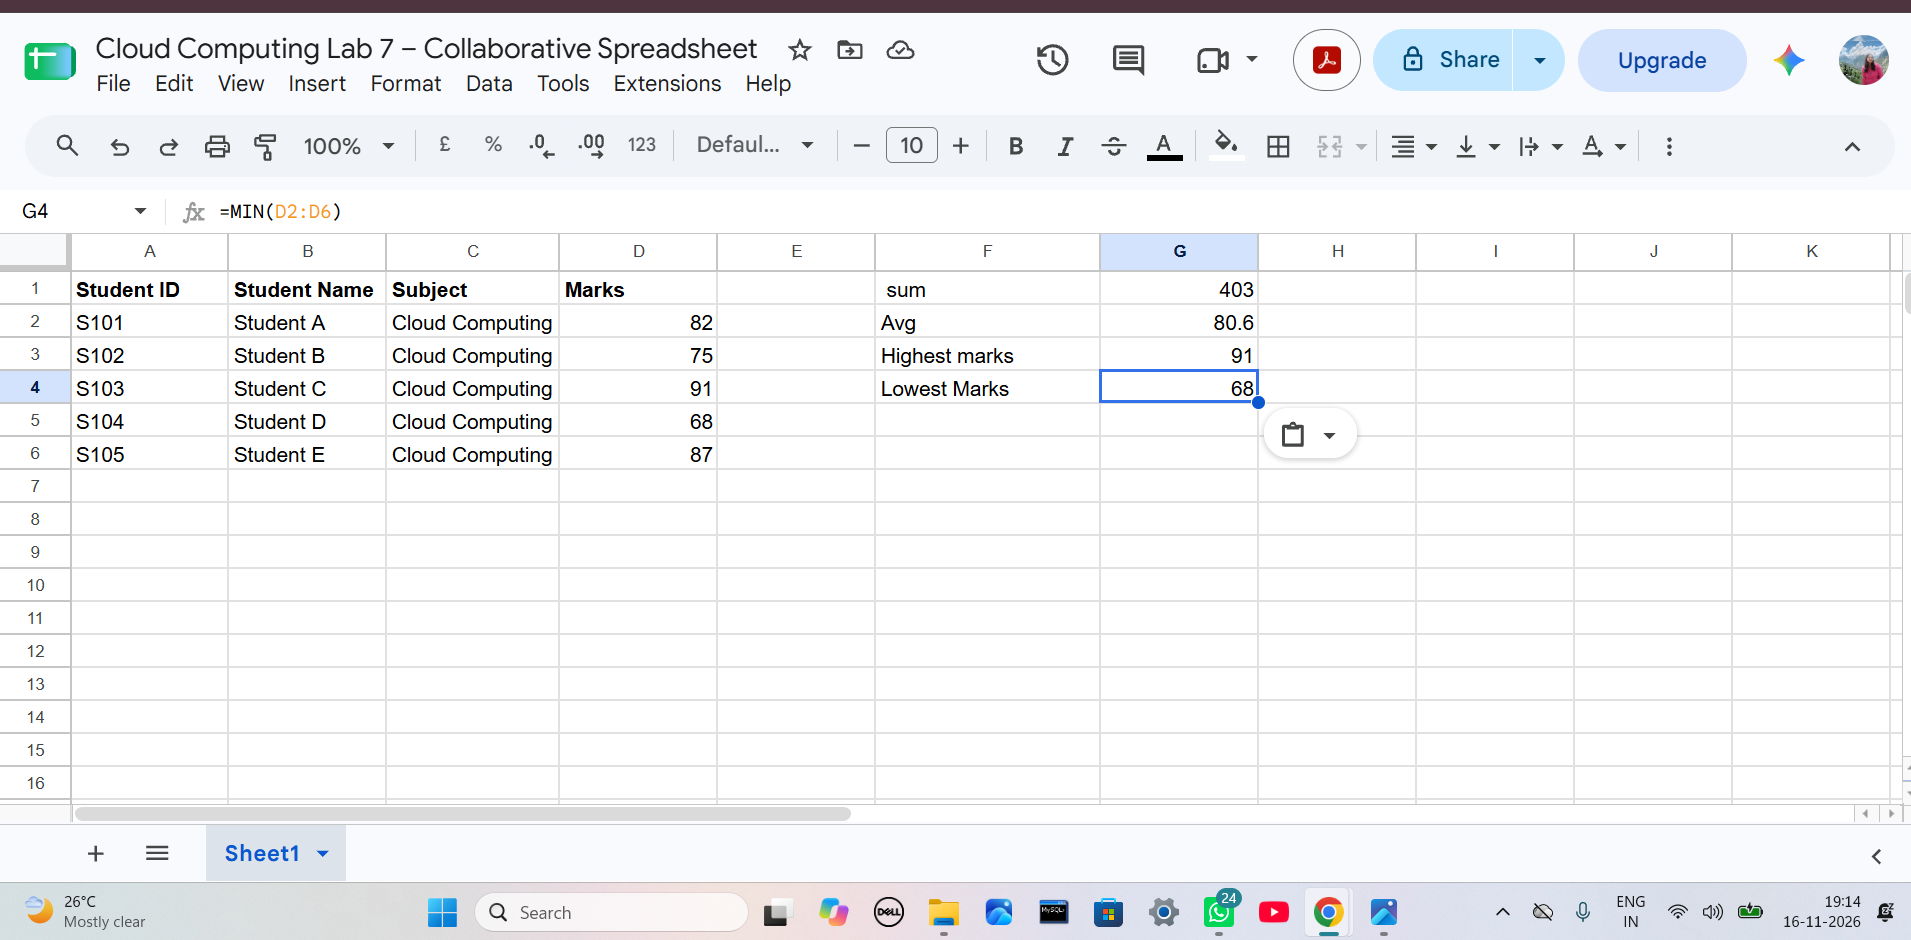 Cloud Computing Lab 7 – Collaborative Spreadsheet
File Edit View Insert Format Data Tools Extensions Help
Share
Upgrade
100% £ % .0 .00 123 Defaul... 10 B I A A
G4 fx =MIN(D2:D6)
A B C D E F G H I J K
1 Student ID Student Name Subject Marks sum 403
2 S101 Student A Cloud Computing 82 Avg 80.6
3 S102 Student B Cloud Computing 75 Highest marks 91
4 S103 Student C Cloud Computing 91 Lowest Marks 68
5 S104 Student D Cloud Computing 68
6 S105 Student E Cloud Computing 87
7
8
9
10
11
12
13
14
15
16
Sheet1
26°C
Mostly clear
Search
DELL
MySQL
24
ENG
IN
19:14
16-11-2026